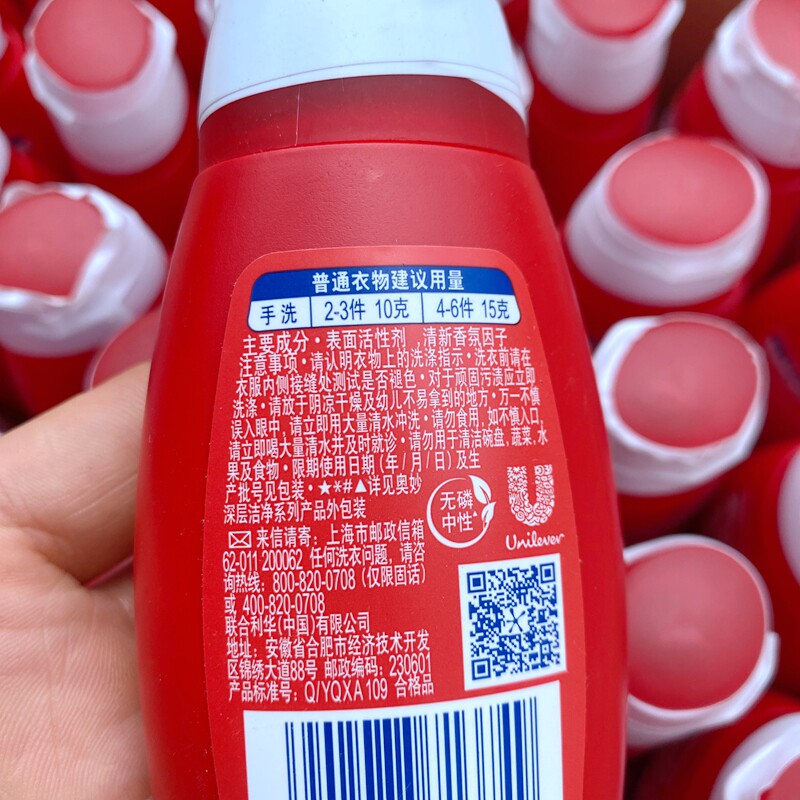 普通衣物建议用量
手洗 2-3件 10克 4-6件 15克
主要成分·表面活性剂、清新香氛因子
注意事项·请认明衣物上的洗涤指示·洗衣前请在
衣服内侧接缝处测试是否褪色·对于顽固污渍应立即
洗涤·请放于阴凉干燥及幼儿不易拿到的地方·万一不慎
误入眼中,请立即用大量清水冲洗·请勿食用,如不慎入口,
请立即喝大量清水并及时就诊·请勿用于清洁碗盘,蔬菜,水
果及食物·限期使用日期(年/月/日)及生
产批号见包装·★*#▲详见奥妙
深层洁净系列产品外包装
无磷
中性*
Unilever
来信请寄:上海市邮政信箱
62-011 200062 任何洗衣问题,请咨
询热线:800-820-0708(仅限固话)
或 400-820-0708
联合利华(中国)有限公司
地址:安徽省合肥市经济技术开发
区锦绣大道88号 邮政编码:230601
产品标准号:Q/YQXA 109 合格品